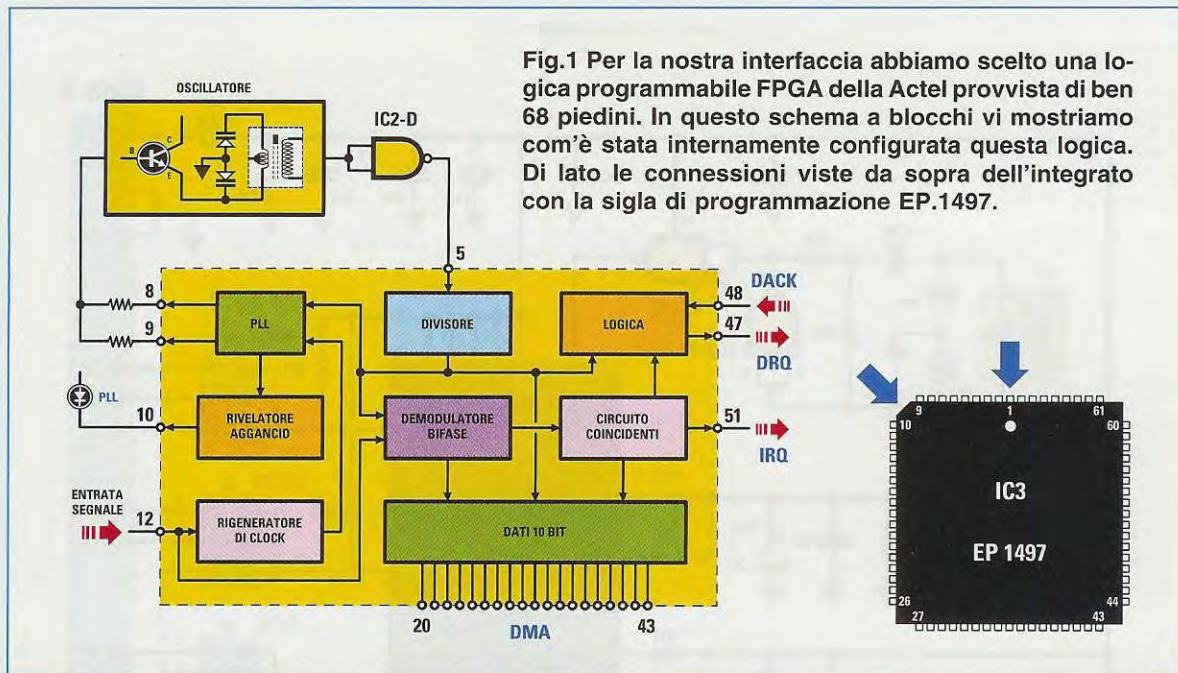 Fig.1 Per la nostra interfaccia abbiamo scelto una lo-
gica programmabile FPGA della Actel provvista di ben
68 piedini. In questo schema a blocchi vi mostriamo
com'è stata internamente configurata questa logica.
Di lato le connessioni viste da sopra dell'integrato
con la sigla di programmazione EP.1497.
OSCILLATORE
B
C
E
IC2-D
5
8
9
PLL
DIVISORE
LOGICA
48
DACK
47
DRQ
PLL
10
RIVELATORE
AGGANCIO
DEMODULATORE
BIFASE
CIRCUITO
COINCIDENTI
51
IRQ
ENTRATA
SEGNALE
12
RIGENERATORE
DI CLOCK
DATI 10 BIT
20
DMA
43
9
1
61
10
60
IC3
EP 1497
26
44
27
43